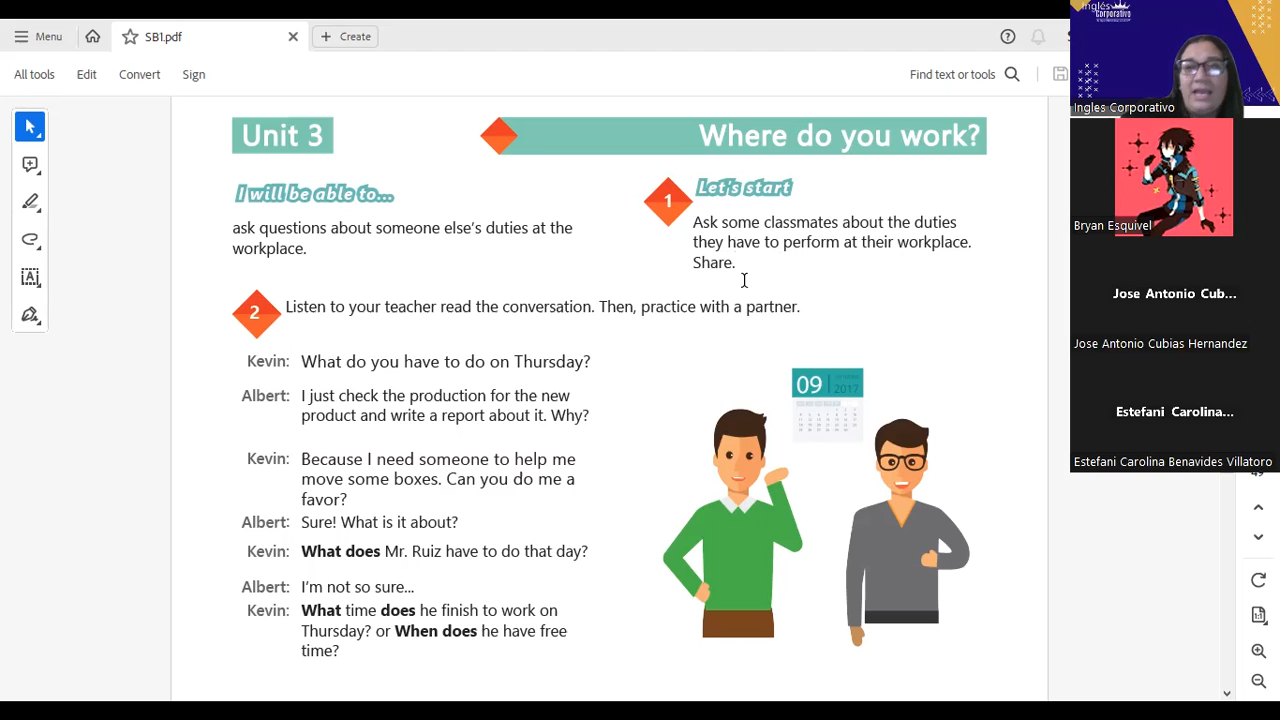 Menu
SB1.pdf
Create
All tools
Edit
Convert
Sign
Find text or tools
Unit 3
Where do you work?
I will be able to...
ask questions about someone else's duties at the
workplace.
1
Let's start
Ask some classmates about the duties
they have to perform at their workplace.
Share.
2
Listen to your teacher read the conversation. Then, practice with a partner.
Kevin: What do you have to do on Thursday?
Albert: I just check the production for the new
product and write a report about it. Why?
Kevin: Because I need someone to help me
move some boxes. Can you do me a
favor?
Albert: Sure! What is it about?
Kevin: What does Mr. Ruiz have to do that day?
Albert: I'm not so sure...
Kevin: What time does he finish to work on
Thursday? or When does he have free
time?
09
2017
Inglés
Corporativo
Ingles Corporativo
Bryan Esquivel
Jose Antonio Cub...
Jose Antonio Cubias Hernandez
Estefani Carolina...
Estefani Carolina Benavides Villatoro